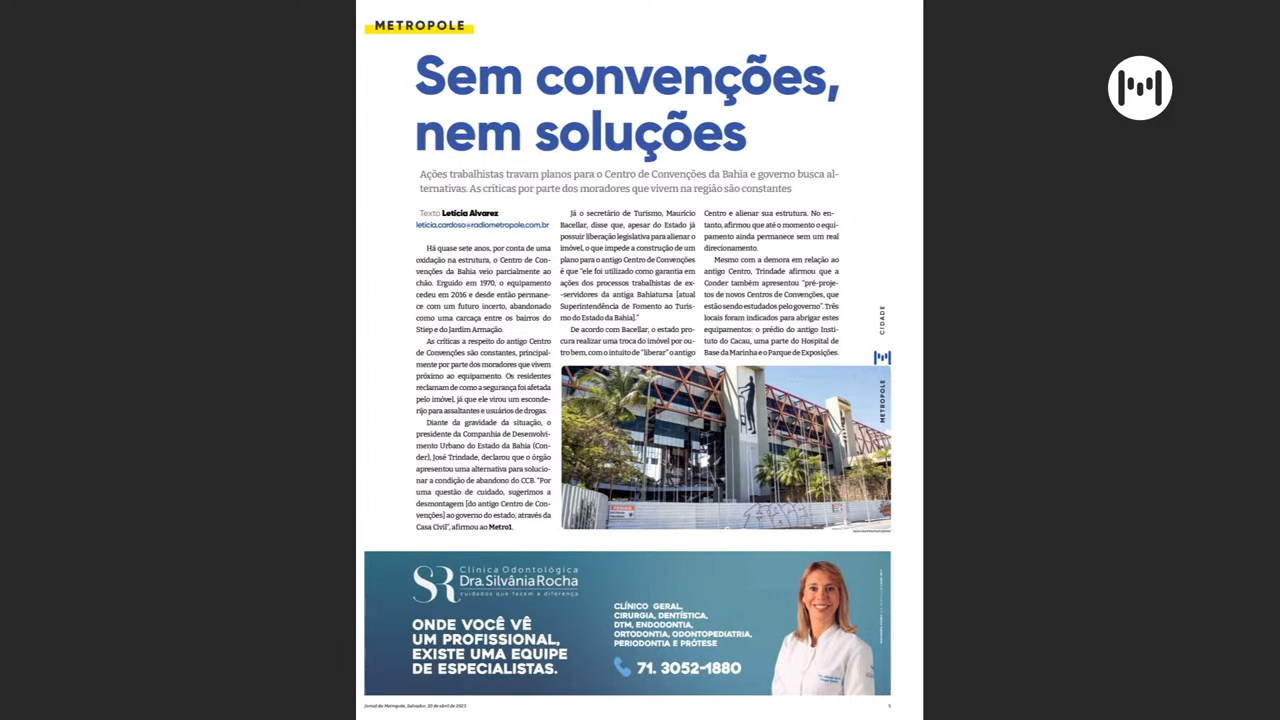 METROPOLE
Sem convenções,
nem soluções
Ações trabalhistas travam planos para o Centro de Convenções da Bahia e governo busca al-
ternativas. As críticas por parte dos moradores que vivem na região são constantes
Texto Letícia Alvarez
leticia.cardoso@radiometropole.com.br
Há quase sete anos, por conta de uma
oxidação na estrutura, o Centro de Con-
venções da Bahia veio parcialmente ao
chão. Erguido em 1970, o equipamento
cedeu em 2016 e desde então permane-
ce com um futuro incerto, abandonado
como uma carcaça entre os bairros do
Stiep e do Jardim Armação.
As críticas a respeito do antigo Centro
de Convenções são constantes, principal-
mente por parte dos moradores que vivem
próximo ao equipamento. Os residentes
reclamam de como a segurança foi afetada
pelo imóvel, já que ele virou um esconde-
rijo para assaltantes e usuários de drogas.
Diante da gravidade da situação, o
presidente da Companhia de Desenvolvi-
mento Urbano do Estado da Bahia (Con-
der), José Trindade, declarou que o órgão
apresentou uma alternativa para solucio-
nar a condição de abandono do CCB. "Por
uma questão de cuidado, sugerimos a
desmontagem [do antigo Centro de Con-
venções] ao governo do estado, através da
Casa Civil", afirmou ao Metro1.
Já o secretário de Turismo, Maurício
Bacellar, disse que, apesar do Estado já
possuir liberação legislativa para alienar o
imóvel, o que impede a construção de um
plano para o antigo Centro de Convenções
é que "ele foi utilizado como garantia em
ações dos processos trabalhistas de ex-
-servidores da antiga Bahiatursa [atual
Superintendência de Fomento ao Turis-
mo do Estado da Bahia]."
De acordo com Bacellar, o estado pro-
cura realizar uma troca do imóvel por ou-
tro bem, com o intuito de "liberar" o antigo
Centro e alienar sua estrutura. No en-
tanto, afirmou que até o momento o equi-
pamento ainda permanece sem um real
direcionamento.
Mesmo com a demora em relação ao
antigo Centro, Trindade afirmou que a
Conder também apresentou "pré-proje-
tos de novos Centros de Convenções, que
estão sendo estudados pelo governo". Três
locais foram indicados para abrigar estes
equipamentos: o prédio do antigo Insti-
tuto do Cacau, uma parte do Hospital de
Base da Marinha e o Parque de Exposições.
CIDADE
METROPOLE
SR
Clínica Odontológica
Dra. Silvânia Rocha
cuidados que fazem a diferença
ONDE VOCÊ VÊ
UM PROFISSIONAL,
EXISTE UMA EQUIPE
DE ESPECIALISTAS.
CLÍNICO GERAL,
CIRURGIA, DENTÍSTICA,
DTM, ENDODONTIA,
ORTODONTIA, ODONTOPEDIATRIA,
PERIODONTIA E PRÓTESE
71. 3052-1880
Jornal da Metropole, Salvador, 20 de abril de 2023
5